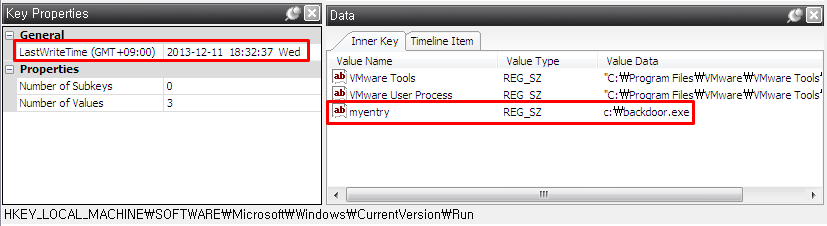 Key Properties
General
LastWriteTime (GMT+09:00) 2013-12-11 18:32:37 Wed
Properties
Number of Subkeys 0
Number of Values 3
Data
Inner Key Timeline Item
Value Name Value Type Value Data
ab VMware Tools REG_SZ "C:₩Program Files₩VMware₩VMware Tools
ab VMware User Process REG_SZ "C:₩Program Files₩VMware₩VMware Tools
ab myentry REG_SZ c:₩backdoor.exe
HKEY_LOCAL_MACHINE₩SOFTWARE₩Microsoft₩Windows₩CurrentVersion₩Run